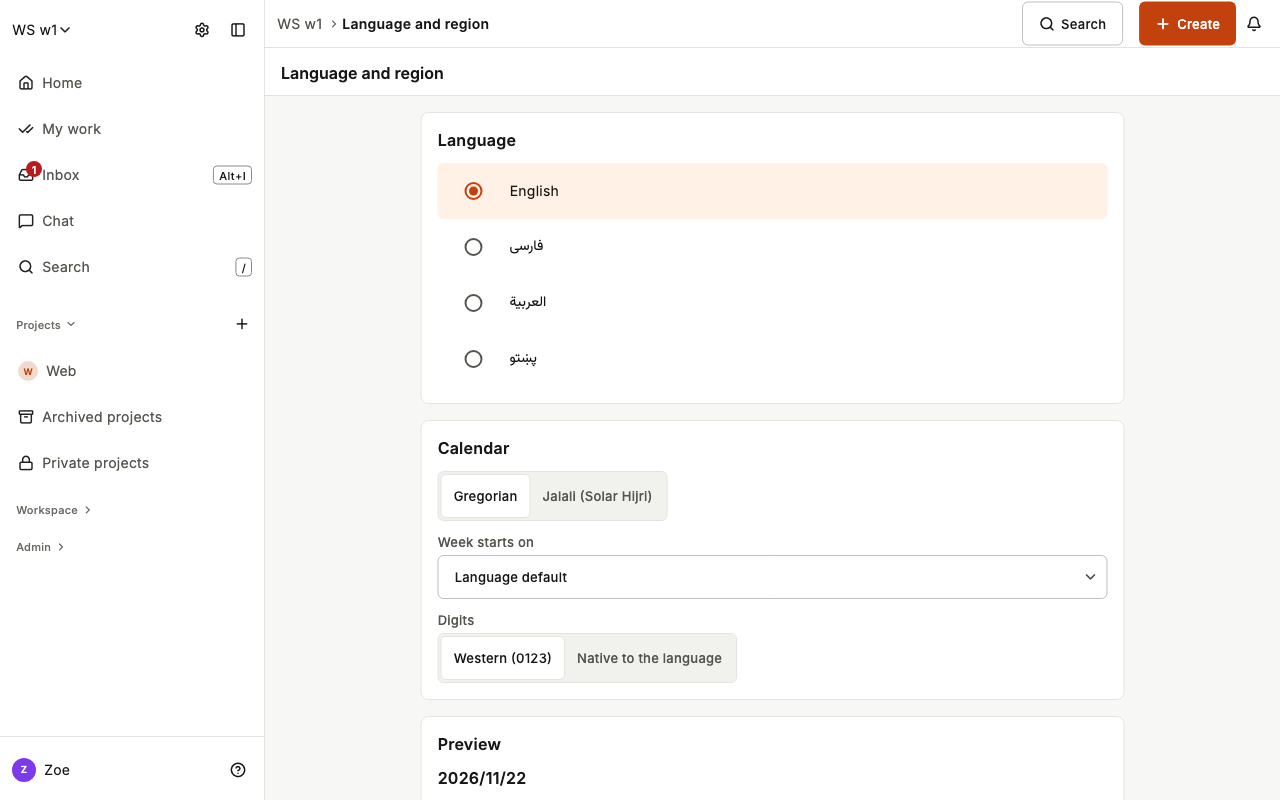 WS w1
Home
My work
1
Inbox
Alt+I
Chat
Search
/
Projects
W
Web
Archived projects
Private projects
Workspace
Admin
Z
Zoe
WS w1 > Language and region
Search
Create
Language and region
Language
English
فارسی
العربية
پښتو
Calendar
Gregorian
Jalali (Solar Hijri)
Week starts on
Language default
Digits
Western (0123)
Native to the language
Preview
2026/11/22